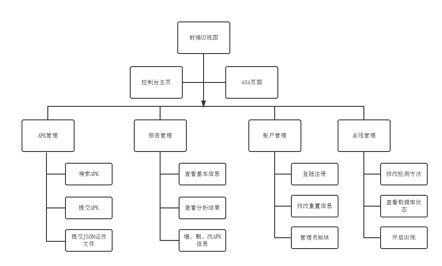 前端UI视图
控制台主页
404页面
APK管理
报告管理
账户管理
系统管理
搜索APK
查看基本信息
登陆注册
修改检测方法
提交APK
查看分析结果
修改重置信息
查看数据库状
态
提交JSON记录
文件
增、删、改APK
信息
管理员板块
开启训练